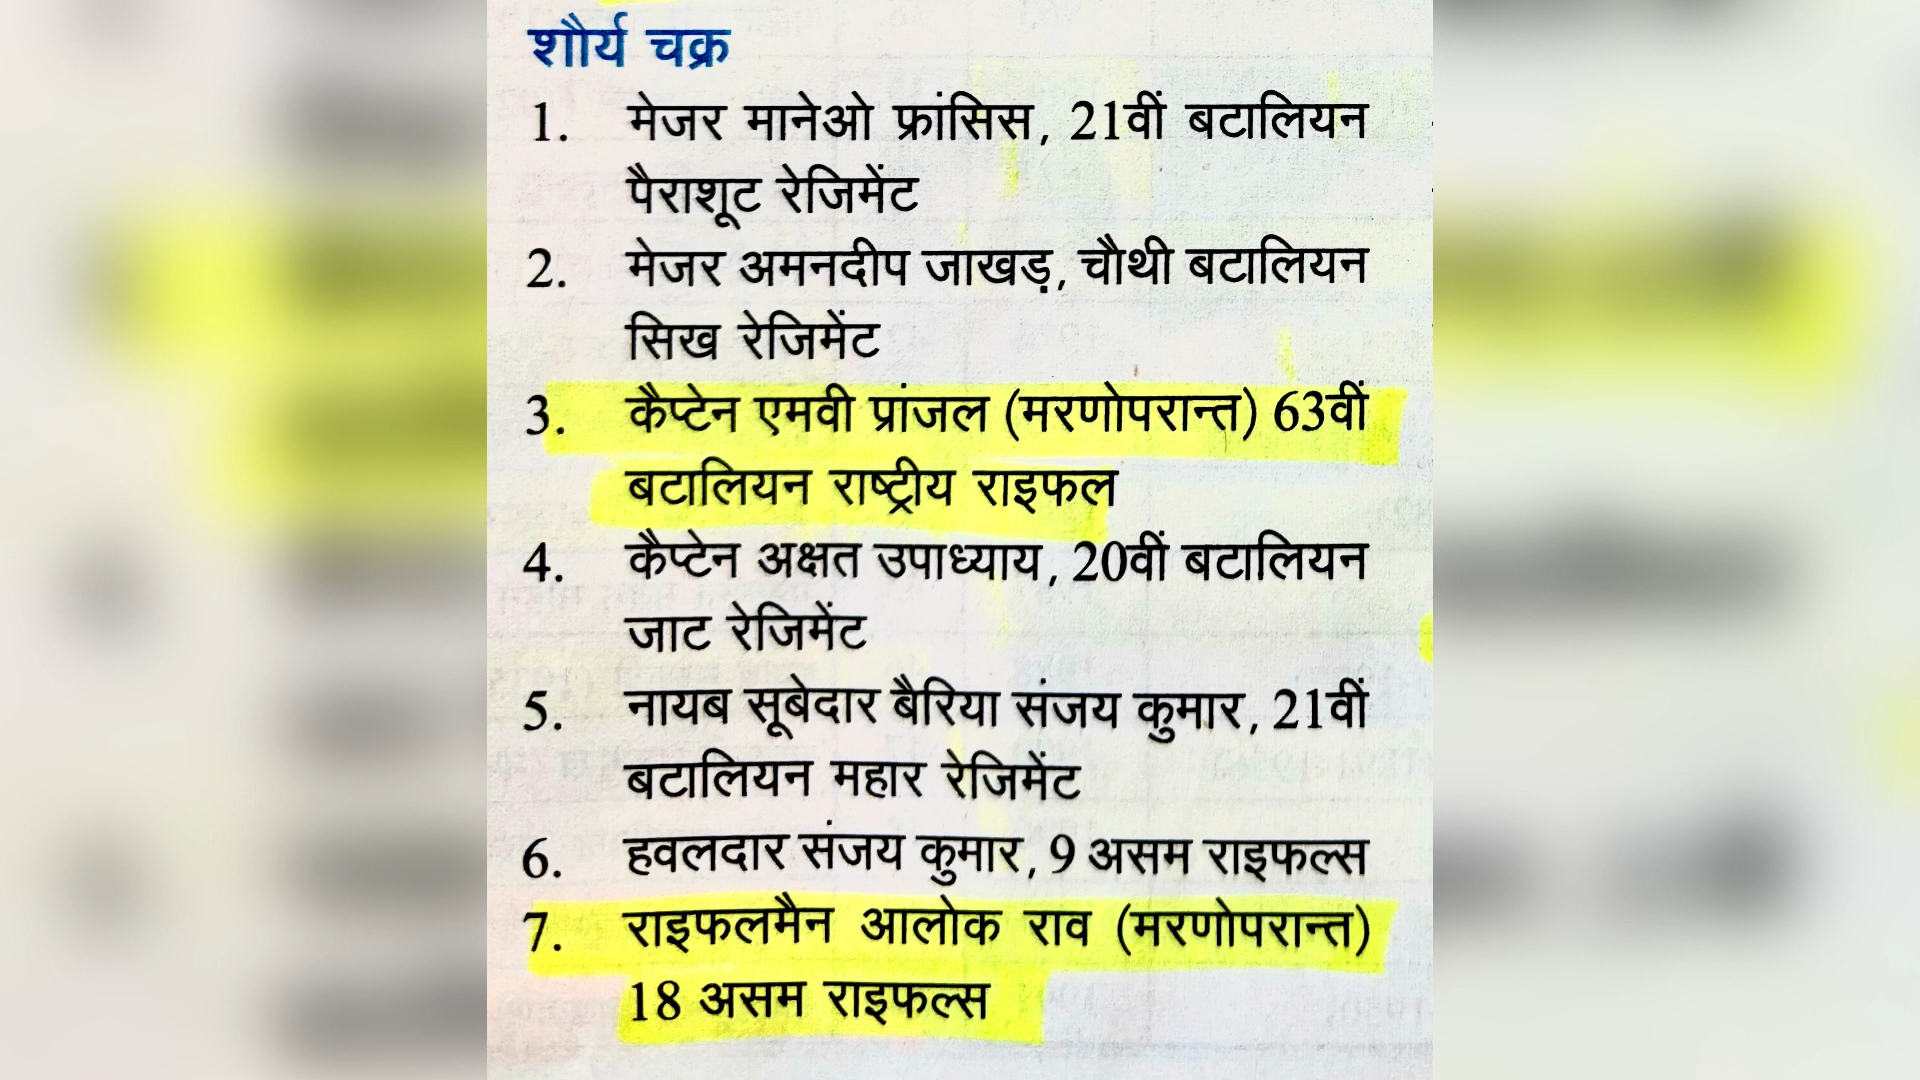 शौर्य चक्र
1. मेजर मानेओ फ्रांसिस, 21वीं बटालियन
पैराशूट रेजिमेंट
2. मेजर अमनदीप जाखड़, चौथी बटालियन
सिख रेजिमेंट
3. कैप्टेन एमवी प्रांजल (मरणोपरान्त) 63वीं
बटालियन राष्ट्रीय राइफल
4. कैप्टेन अक्षत उपाध्याय, 20वीं बटालियन
जाट रेजिमेंट
5. नायब सूबेदार बैरिया संजय कुमार, 21वीं
बटालियन महार रेजिमेंट
6. हवलदार संजय कुमार, 9 असम राइफल्स
7. राइफलमैन आलोक राव (मरणोपरान्त)
18 असम राइफल्स